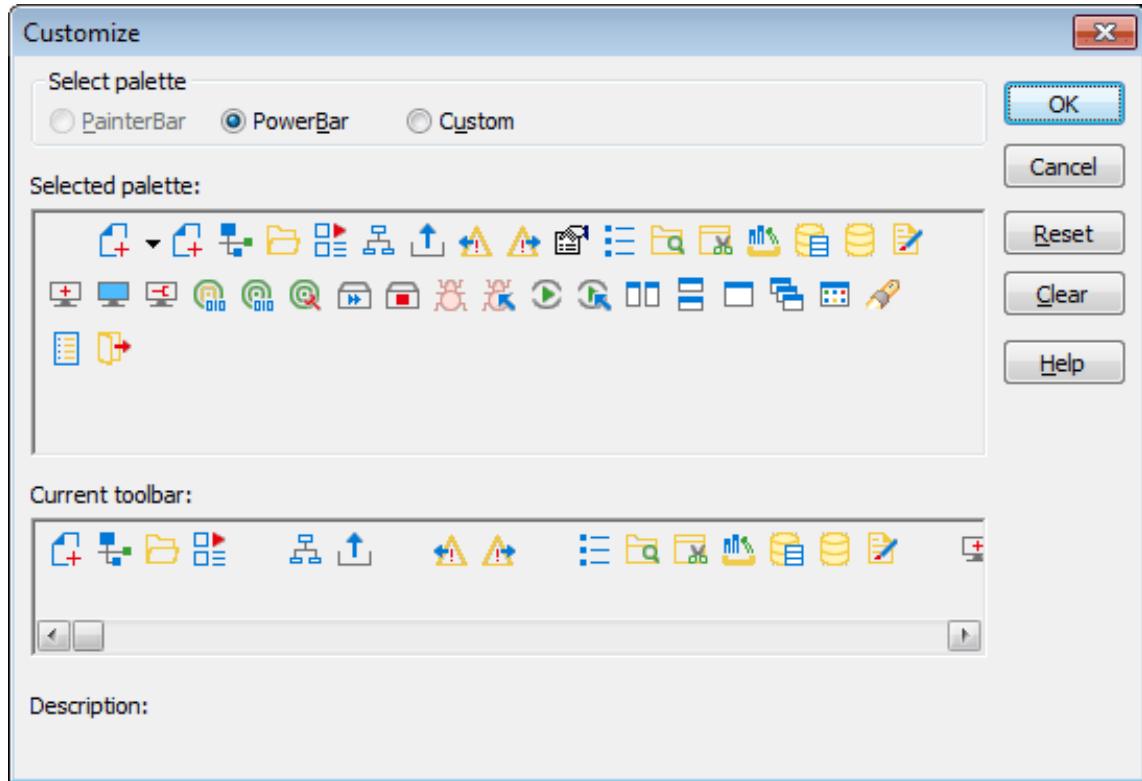 Customize
Select palette
PainterBar
PowerBar
Custom
OK
Cancel
Selected palette:
Reset
Clear
Help
Current toolbar:
Description: